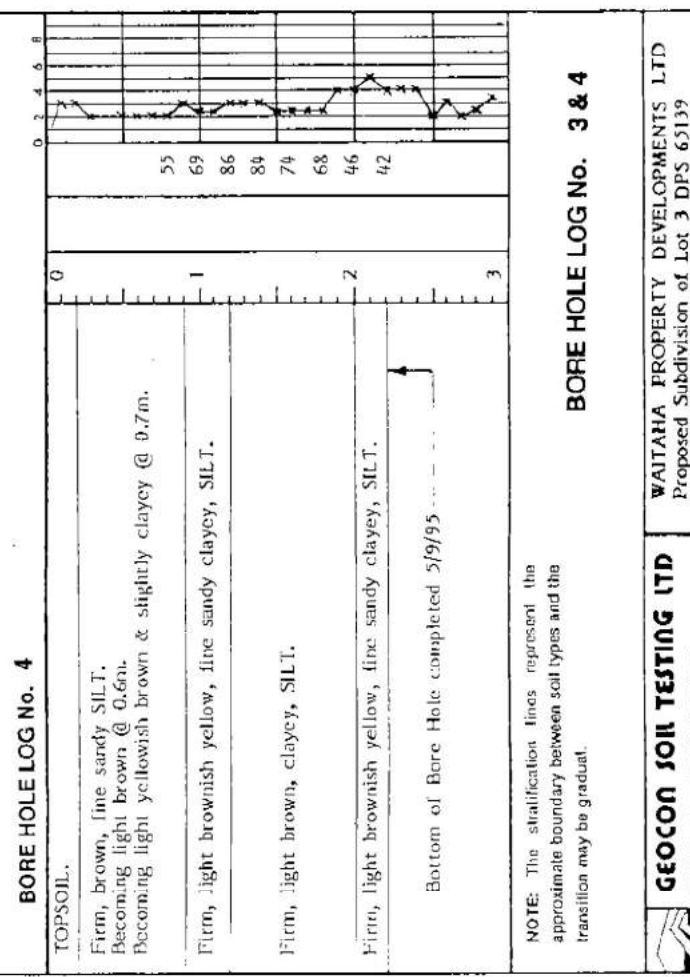 BORE HOLE LOG No. 4
TOPSOIL.
Firm, brown, fine sandy SILT.
Becoming light brown @ 0.6m.
Becoming light yellowish brown & slightly clayey @ 0.7m.
Firm, light brownish yellow, fine sandy clayey, SILT.
Firm, light brown, clayey, SILT.
Firm, light brownish yellow, fine sandy clayey, SILT.
Bottom of Bore Hole completed 5/9/95
0
1
2
3
55
69
86
84
74
68
46
42
0 2 4 6 8
NOTE: The stratification lines represent the
approximate boundary between soil types and the
transition may be gradual.
BORE HOLE LOG No. 3 & 4
GEOCON SOIL TESTING LTD
WAITAHA PROPERTY DEVELOPMENTS LTD
Proposed Subdivision of Lot 3 DPS 65139